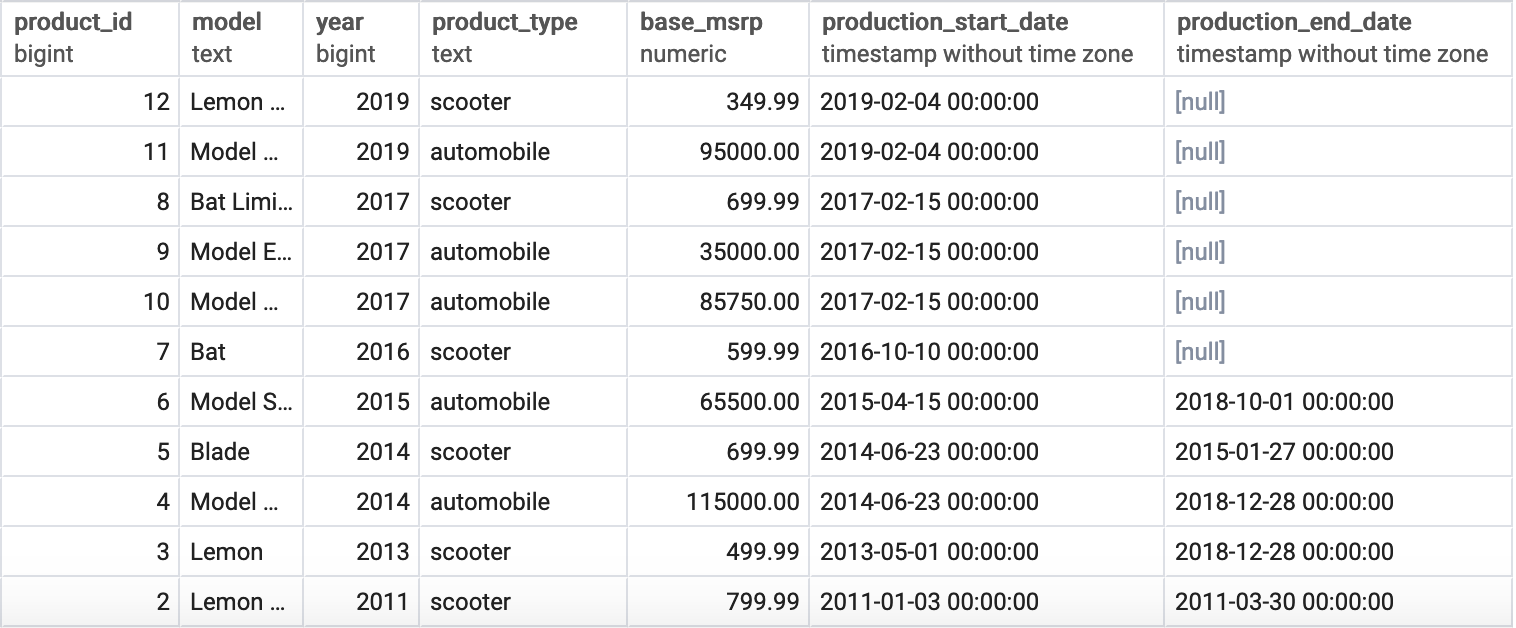 product_id model year product_type base_msrp production_start_date production_end_date
bigint text bigint text numeric timestamp without time zone timestamp without time zone
12 Lemon ... 2019 scooter 349.99 2019-02-04 00:00:00 [null]
11 Model ... 2019 automobile 95000.00 2019-02-04 00:00:00 [null]
8 Bat Limi... 2017 scooter 699.99 2017-02-15 00:00:00 [null]
9 Model E... 2017 automobile 35000.00 2017-02-15 00:00:00 [null]
10 Model ... 2017 automobile 85750.00 2017-02-15 00:00:00 [null]
7 Bat 2016 scooter 599.99 2016-10-10 00:00:00 [null]
6 Model S... 2015 automobile 65500.00 2015-04-15 00:00:00 2018-10-01 00:00:00
5 Blade 2014 scooter 699.99 2014-06-23 00:00:00 2015-01-27 00:00:00
4 Model ... 2014 automobile 115000.00 2014-06-23 00:00:00 2018-12-28 00:00:00
3 Lemon 2013 scooter 499.99 2013-05-01 00:00:00 2018-12-28 00:00:00
2 Lemon ... 2011 scooter 799.99 2011-01-03 00:00:00 2011-03-30 00:00:00